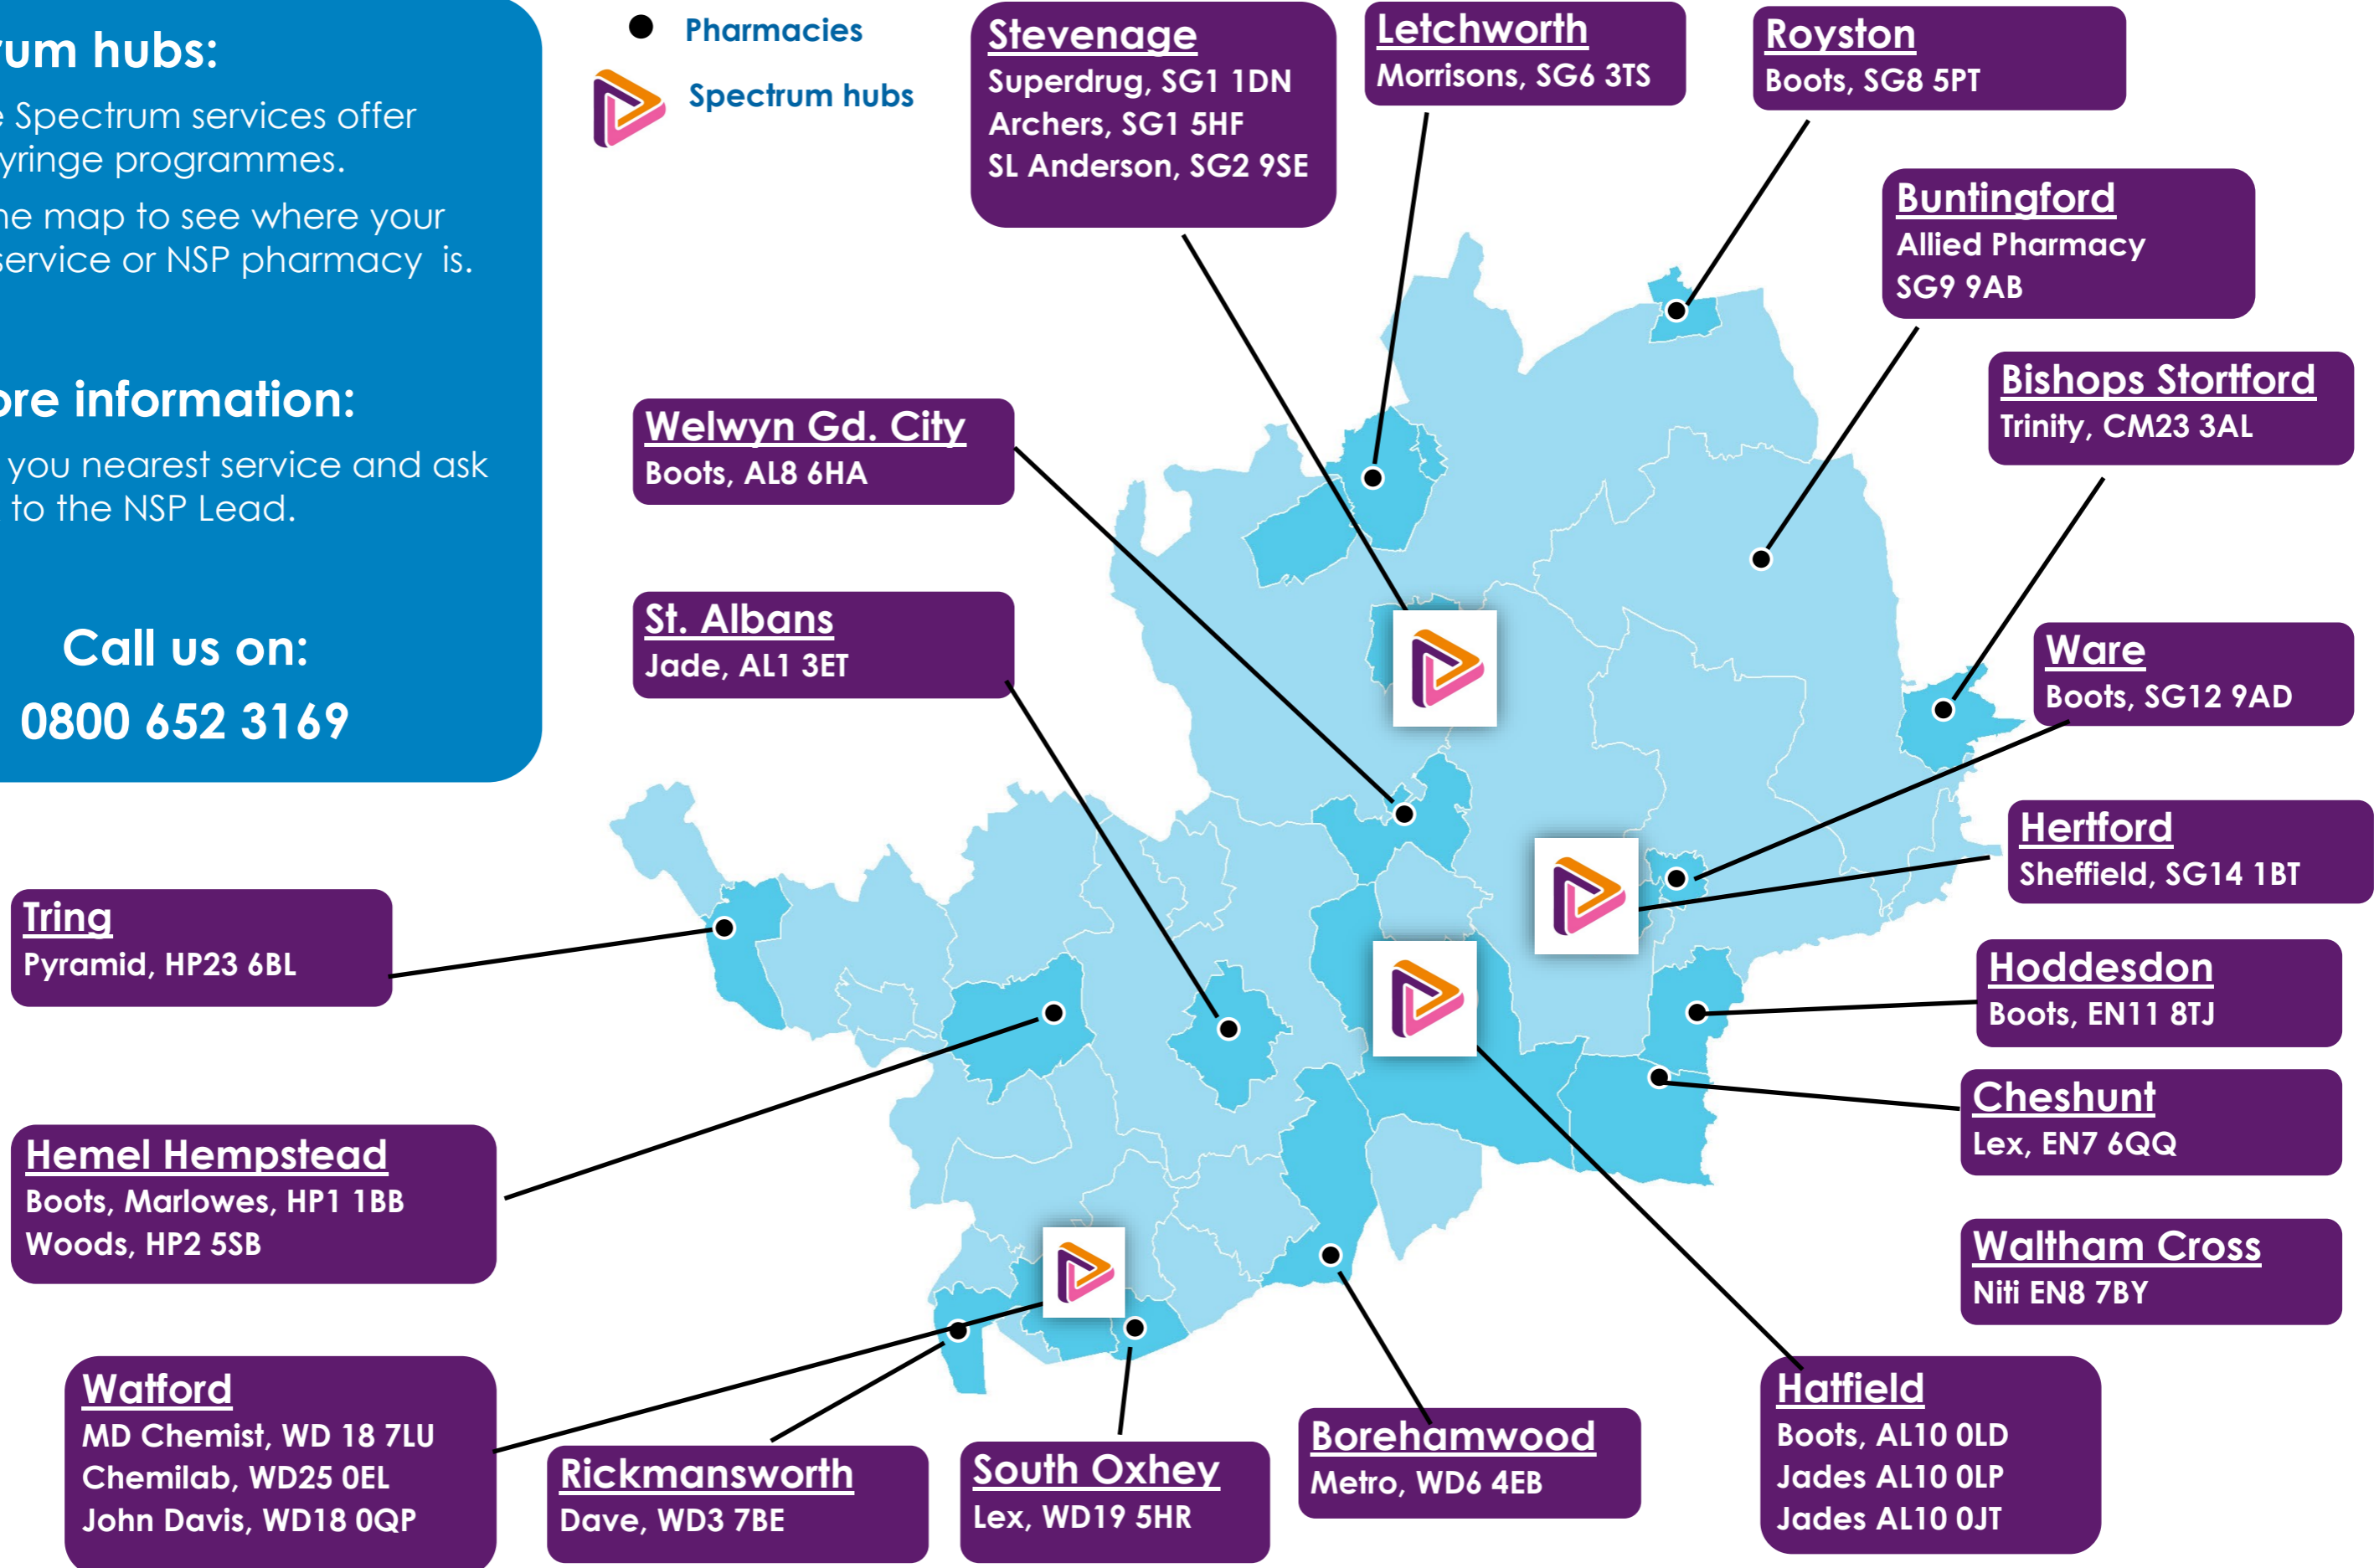 rum hubs:
e Spectrum services offer
yringe programmes.
he map to see where your
service or NSP pharmacy is.
ore information:
you nearest service and ask
to the NSP Lead.
Call us on:
0800 652 3169
Pharmacies
Spectrum hubs
Stevenage
Superdrug, SG1 1DN
Archers, SG1 5HF
SL Anderson, SG2 9SE
Letchworth
Morrisons, SG6 3TS
Royston
Boots, SG8 5PT
Buntingford
Allied Pharmacy
SG9 9AB
Bishops Stortford
Trinity, CM23 3AL
Welwyn Gd. City
Boots, AL8 6HA
St. Albans
Jade, AL1 3ET
Ware
Boots, SG12 9AD
Hertford
Sheffield, SG14 1BT
Tring
Pyramid, HP23 6BL
Hoddesdon
Boots, EN11 8TJ
Cheshunt
Lex, EN7 6QQ
Hemel Hempstead
Boots, Marlowes, HP1 1BB
Woods, HP2 5SB
Waltham Cross
Niti EN8 7BY
Watford
MD Chemist, WD 18 7LU
Chemilab, WD25 0EL
John Davis, WD18 0QP
Rickmansworth
Dave, WD3 7BE
South Oxhey
Lex, WD19 5HR
Borehamwood
Metro, WD6 4EB
Hatfield
Boots, AL10 0LD
Jades AL10 0LP
Jades AL10 0JT